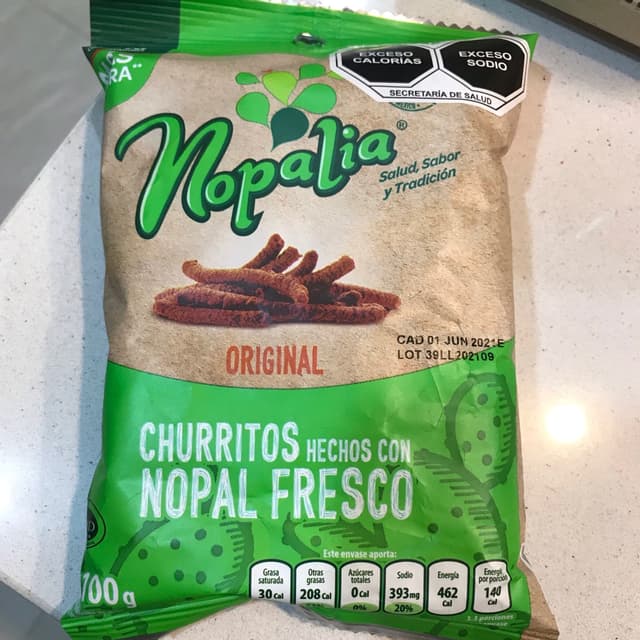 EXCESO
CALORÍAS
EXCESO
SODIO
SECRETARÍA DE SALUD
Nopalia®
Salud, Sabor
y Tradición
ORIGINAL
CAD 01 JUN 2021E
LOT 39LL202109
CHURRITOS HECHOS CON
NOPAL FRESCO
Este envase aporta:
Grasa
saturada
30 Cal
Otras
grasas
208 Cal
Azúcares
totales
0 Cal
0%
Sodio
393mg
20%
Energía
462
Cal
Energía
por porción
140
Cal
100 g